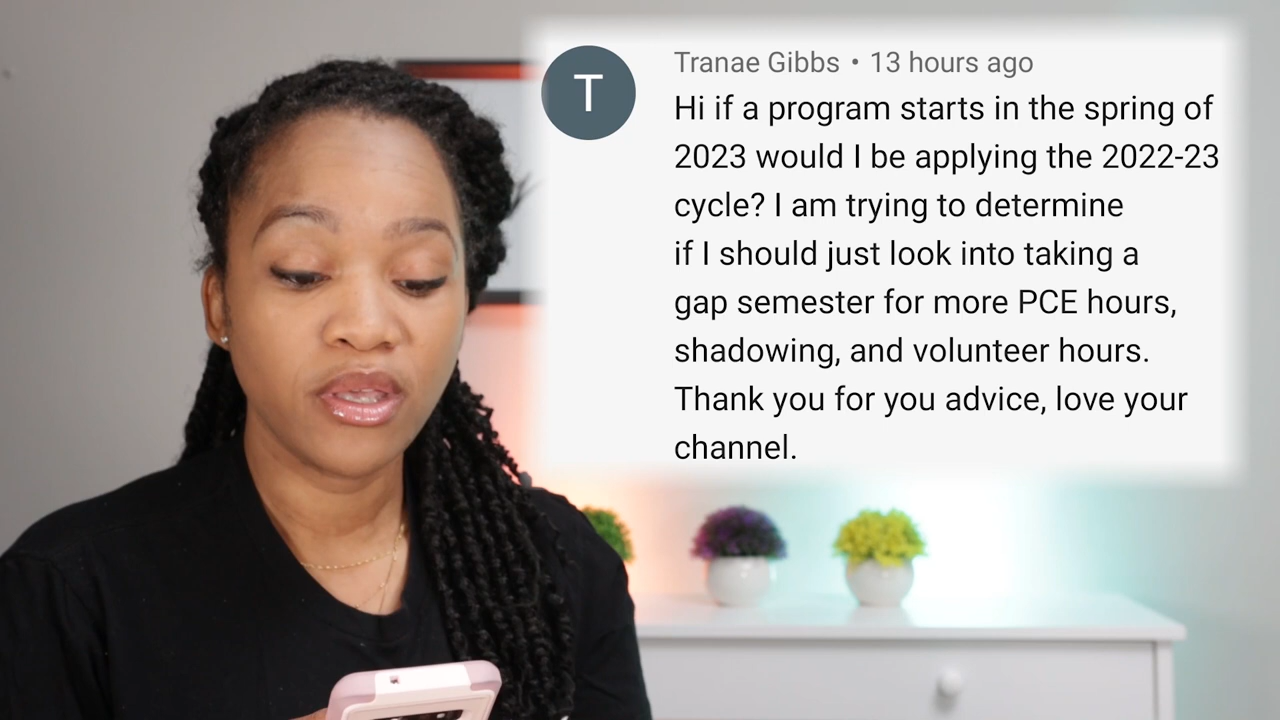 T
Tranae Gibbs • 13 hours ago
Hi if a program starts in the spring of
2023 would I be applying the 2022-23
cycle? I am trying to determine
if I should just look into taking a
gap semester for more PCE hours,
shadowing, and volunteer hours.
Thank you for you advice, love your
channel.